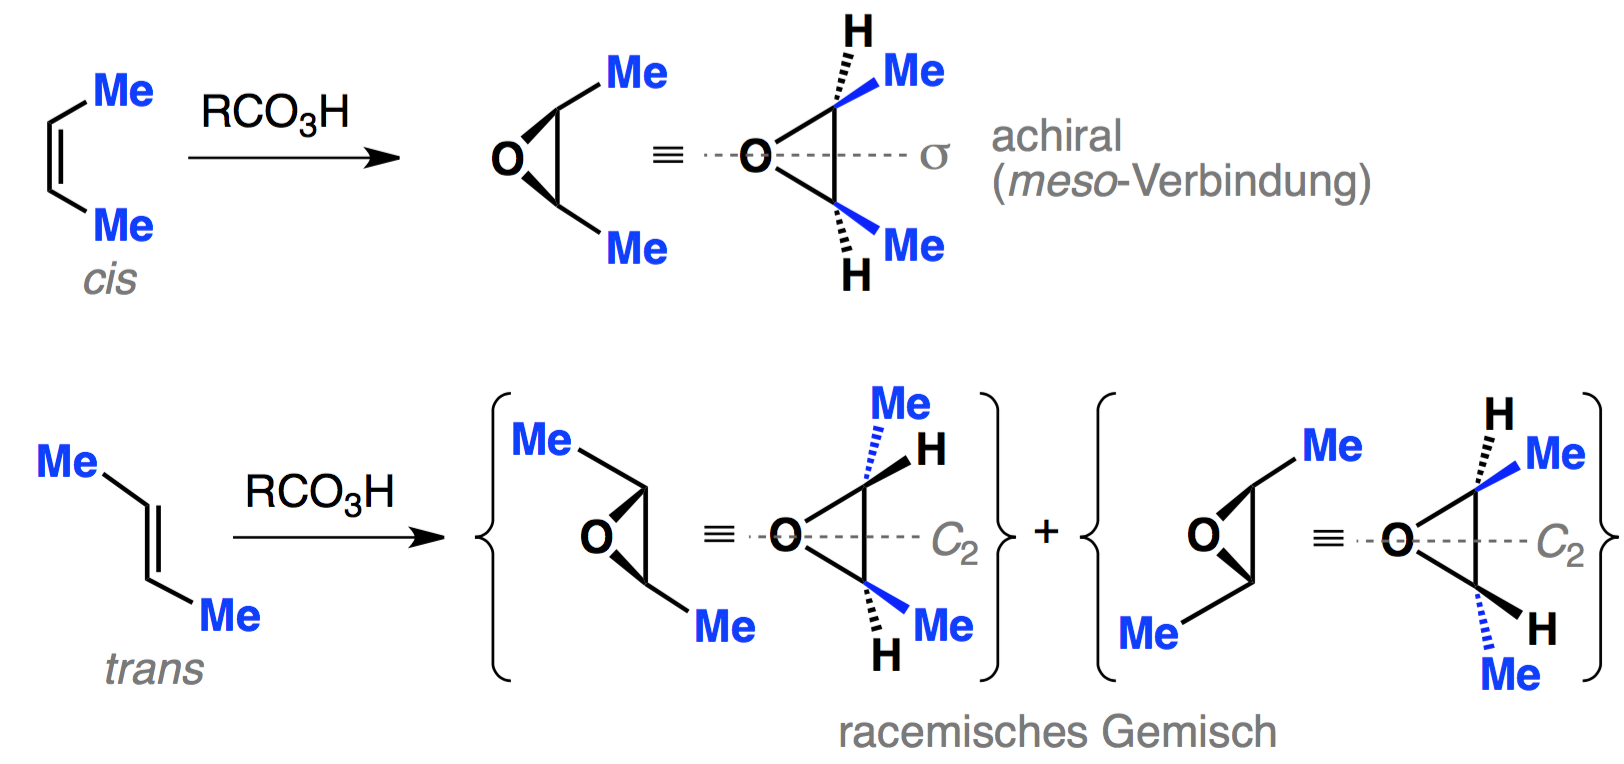 Me
RCO3H
Me
cis
O
Me
Me
≡
O
H
Me
Me
H
σ
achiral
(meso-Verbindung)
Me
RCO3H
Me
trans
Me
O
Me
≡
O
Me
H
Me
H
C2
+
O
Me
Me
≡
O
H
Me
H
Me
C2
racemisches Gemisch